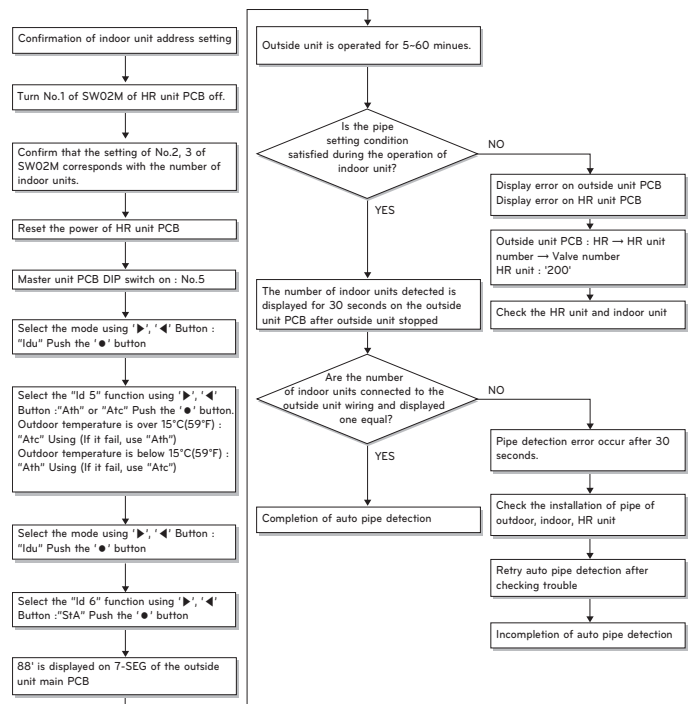 Confirmation of indoor unit address setting
Turn No.1 of SW02M of HR unit PCB off.
Confirm that the setting of No.2, 3 of
SW02M corresponds with the number of
indoor units.
Reset the power of HR unit PCB
Master unit PCB DIP switch on : No.5
Select the mode using '▶', '◀' Button :
"Idu" Push the '●' button
Select the "Id 5" function using '▶', '◀'
Button :"Ath" or "Atc" Push the '●' button.
Outdoor temperature is over 15°C(59°F) :
"Atc" Using (If it fail, use "Ath")
Outdoor temperature is below 15°C(59°F) :
"Ath" Using (If it fail, use "Atc")
Select the mode using '▶', '◀' Button :
"Idu" Push the '●' button
Select the "Id 6" function using '▶', '◀'
Button :"StA" Push the '●' button
88' is displayed on 7-SEG of the outside
unit main PCB
Outside unit is operated for 5~60 minues.
Is the pipe
setting condition
satisfied during the operation of
indoor unit?
NO
YES
Display error on outside unit PCB
Display error on HR unit PCB
Outside unit PCB : HR → HR unit
number → Valve number
HR unit : '200'
Check the HR unit and indoor unit
The number of indoor units detected is
displayed for 30 seconds on the outside
unit PCB after outside unit stopped
Are the number
of indoor units connected to the
outside unit wiring and displayed
one equal?
NO
YES
Pipe detection error occur after 30
seconds.
Completion of auto pipe detection
Check the installation of pipe of
outdoor, indoor, HR unit
Retry auto pipe detection after
checking trouble
Incompletion of auto pipe detection